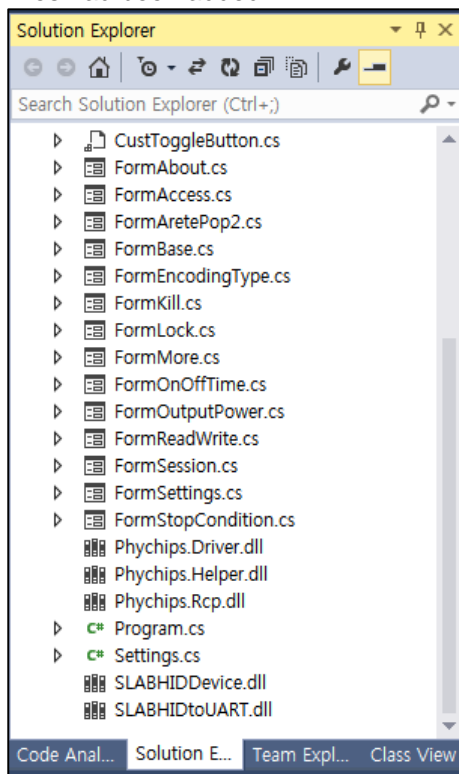 Solution Explorer
Search Solution Explorer (Ctrl+;)
CustToggleButton.cs
FormAbout.cs
FormAccess.cs
FormAretePop2.cs
FormBase.cs
FormEncodingType.cs
FormKill.cs
FormLock.cs
FormMore.cs
FormOnOffTime.cs
FormOutputPower.cs
FormReadWrite.cs
FormSession.cs
FormSettings.cs
FormStopCondition.cs
Phychips.Driver.dll
Phychips.Helper.dll
Phychips.Rcp.dll
C# Program.cs
C# Settings.cs
SLABHIDDevice.dll
SLABHIDtoUART.dll
Code Anal... Solution E... Team Expl... Class View